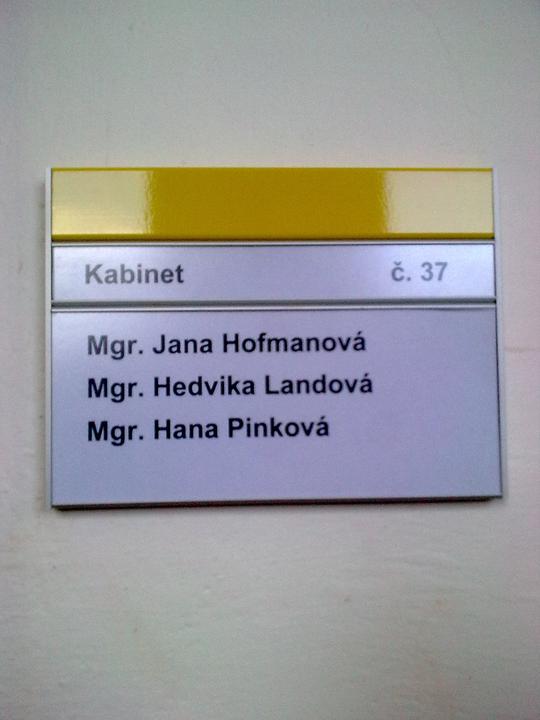 Kabinet č. 37
Mgr. Jana Hofmanová
Mgr. Hedvika Landová
Mgr. Hana Pinková